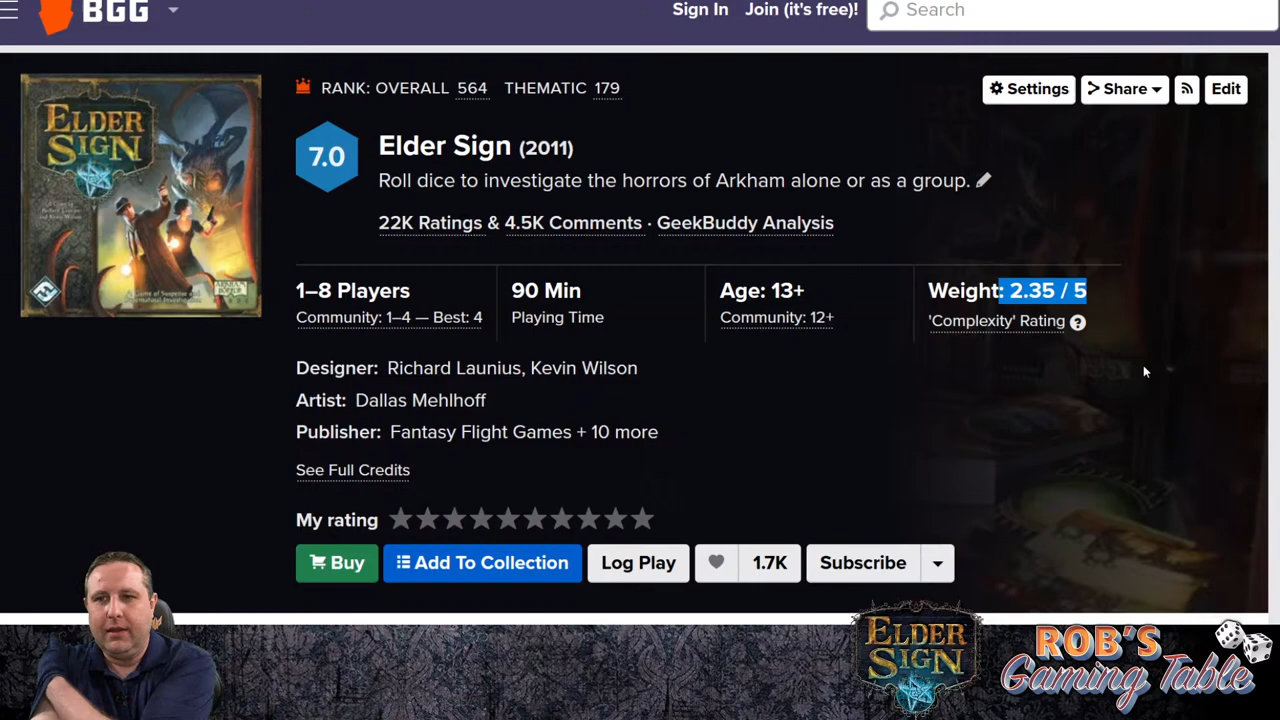 BGG
Sign In
Join (it's free)!
Search
ELDER
SIGN
RANK: OVERALL 564 THEMATIC 179
Settings
Share
Edit
7.0
Elder Sign (2011)
Roll dice to investigate the horrors of Arkham alone or as a group.
22K Ratings & 4.5K Comments · GeekBuddy Analysis
1–8 Players
Community: 1–4 — Best: 4
90 Min
Playing Time
Age: 13+
Community: 12+
Weight: 2.35 / 5
'Complexity' Rating ?
Designer: Richard Launius, Kevin Wilson
Artist: Dallas Mehlhoff
Publisher: Fantasy Flight Games + 10 more
See Full Credits
My rating
Buy
Add To Collection
Log Play
1.7K
Subscribe
ELDER
SIGN
ROB'S
Gaming Table